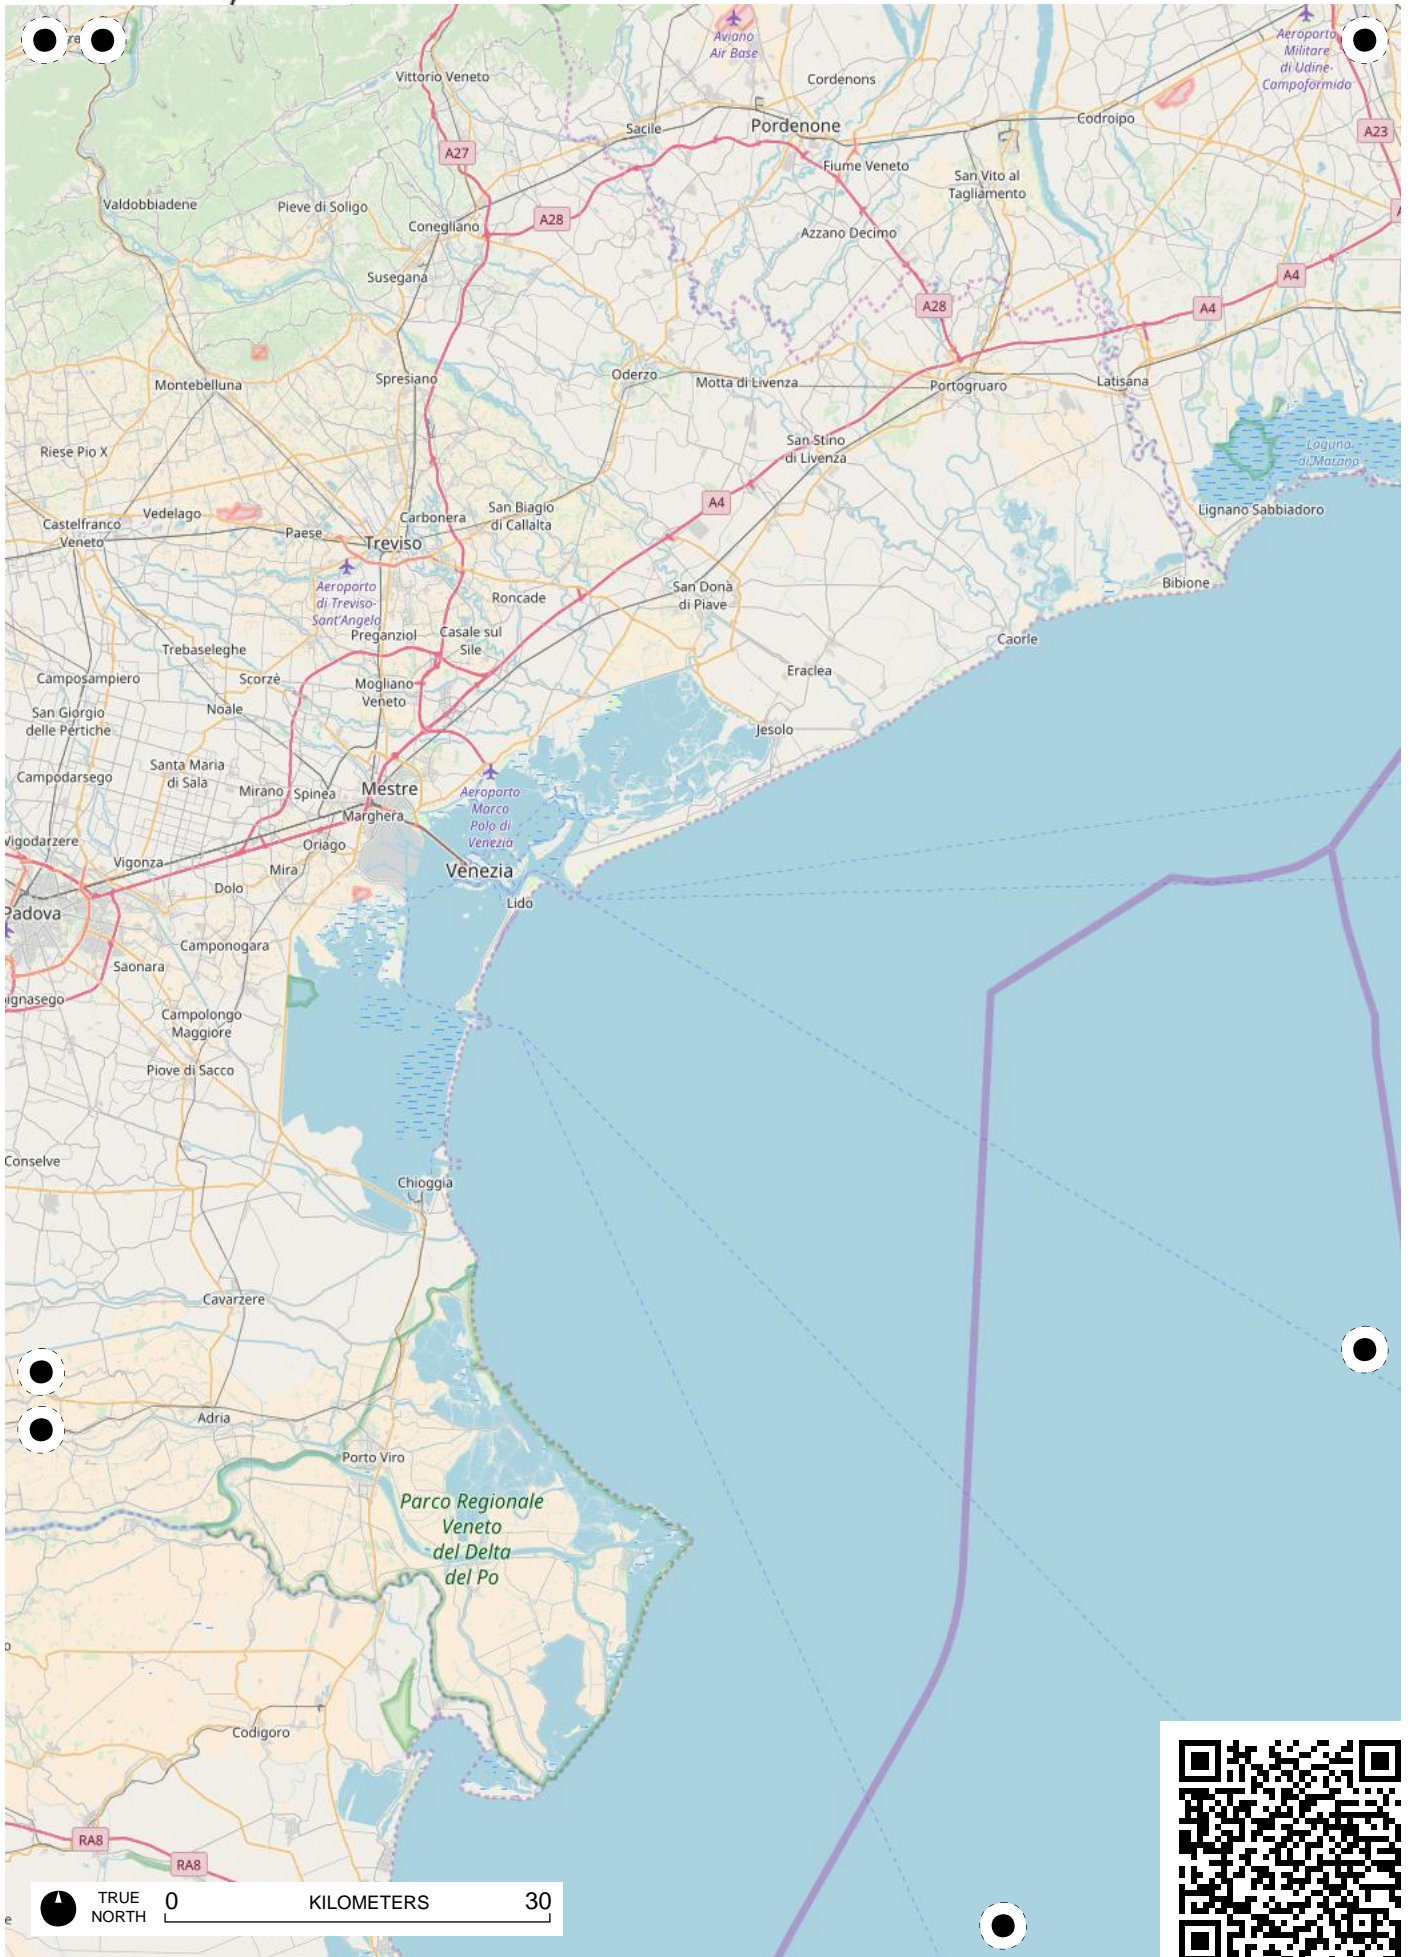 Vittorio Veneto
Aviano
Air Base
Cordenons
Aeroporto
Militare
di Udine-
Campoformido
Sacile
Pordenone
Codroipo
A23
A27
Fiume Veneto
San Vito al
Tagliamento
Valdobbiadene
Pieve di Soligo
Conegliano
A28
Azzano Decimo
Susegana
A4
A28
A4
Montebelluna
Spresiano
Oderzo
Motta di Livenza
Portogruaro
Latisana
Riese Pio X
San Stino
di Livenza
Laguna
di Marano
A4
Vedelago
Castelfranco
Veneto
Paese
Carbonera
Treviso
San Biagio
di Callalta
Lignano Sabbiadoro
Aeroporto
di Treviso-
Sant'Angelo
Roncade
San Donà
di Piave
Bibione
Preganziol
Casale sul
Sile
Caorle
Trebaseleghe
Camposampiero
Scorzè
Mogliano
Veneto
Eraclea
San Giorgio
delle Pertiche
Noale
Jesolo
Campodarsego
Santa Maria
di Sala
Mirano
Spinea
Mestre
Marghera
Aeroporto
Marco
Polo di
Venezia
Vigodarzere
Vigonza
Oriago
Mira
Venezia
Dolo
Lido
Padova
Camponogara
Saonara
ignasego
Campolongo
Maggiore
Piove di Sacco
Conselve
Chioggia
Cavarzere
Adria
Porto Viro
Parco Regionale
Veneto
del Delta
del Po
Codigoro
RA8
RA8
TRUE
NORTH
0 KILOMETERS 30